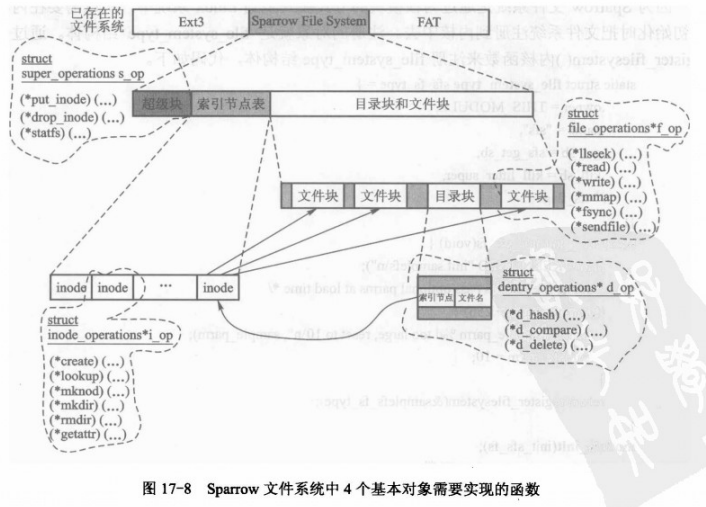 已存在的
文件系统
Ext3
Sparrow File System
FAT
struct
super_operations s_op
(*put_inode) (…)
(*drop_inode) (…)
(*statfs) (…)
超级块
索引节点表
目录块和文件块
struct
file_operations*f_op
(*llseek) (…)
(*read) (…)
(*write) (…)
(*mmap) (…)
(*fsync) (…)
(*sendfile) (…)
文件块
文件块
目录块
文件块
inode
inode
…
inode
索引节点
文件名
struct
dentry_operations* d_op
(*d_hash) (…)
(*d_compare) (…)
(*d_delete) (…)
struct
inode_operations*i_op
(*create) (…)
(*lookup) (…)
(*mknod) (…)
(*mkdir) (…)
(*rmdir) (…)
(*getattr) (…)
图 17-8 Sparrow 文件系统中 4 个基本对象需要实现的函数